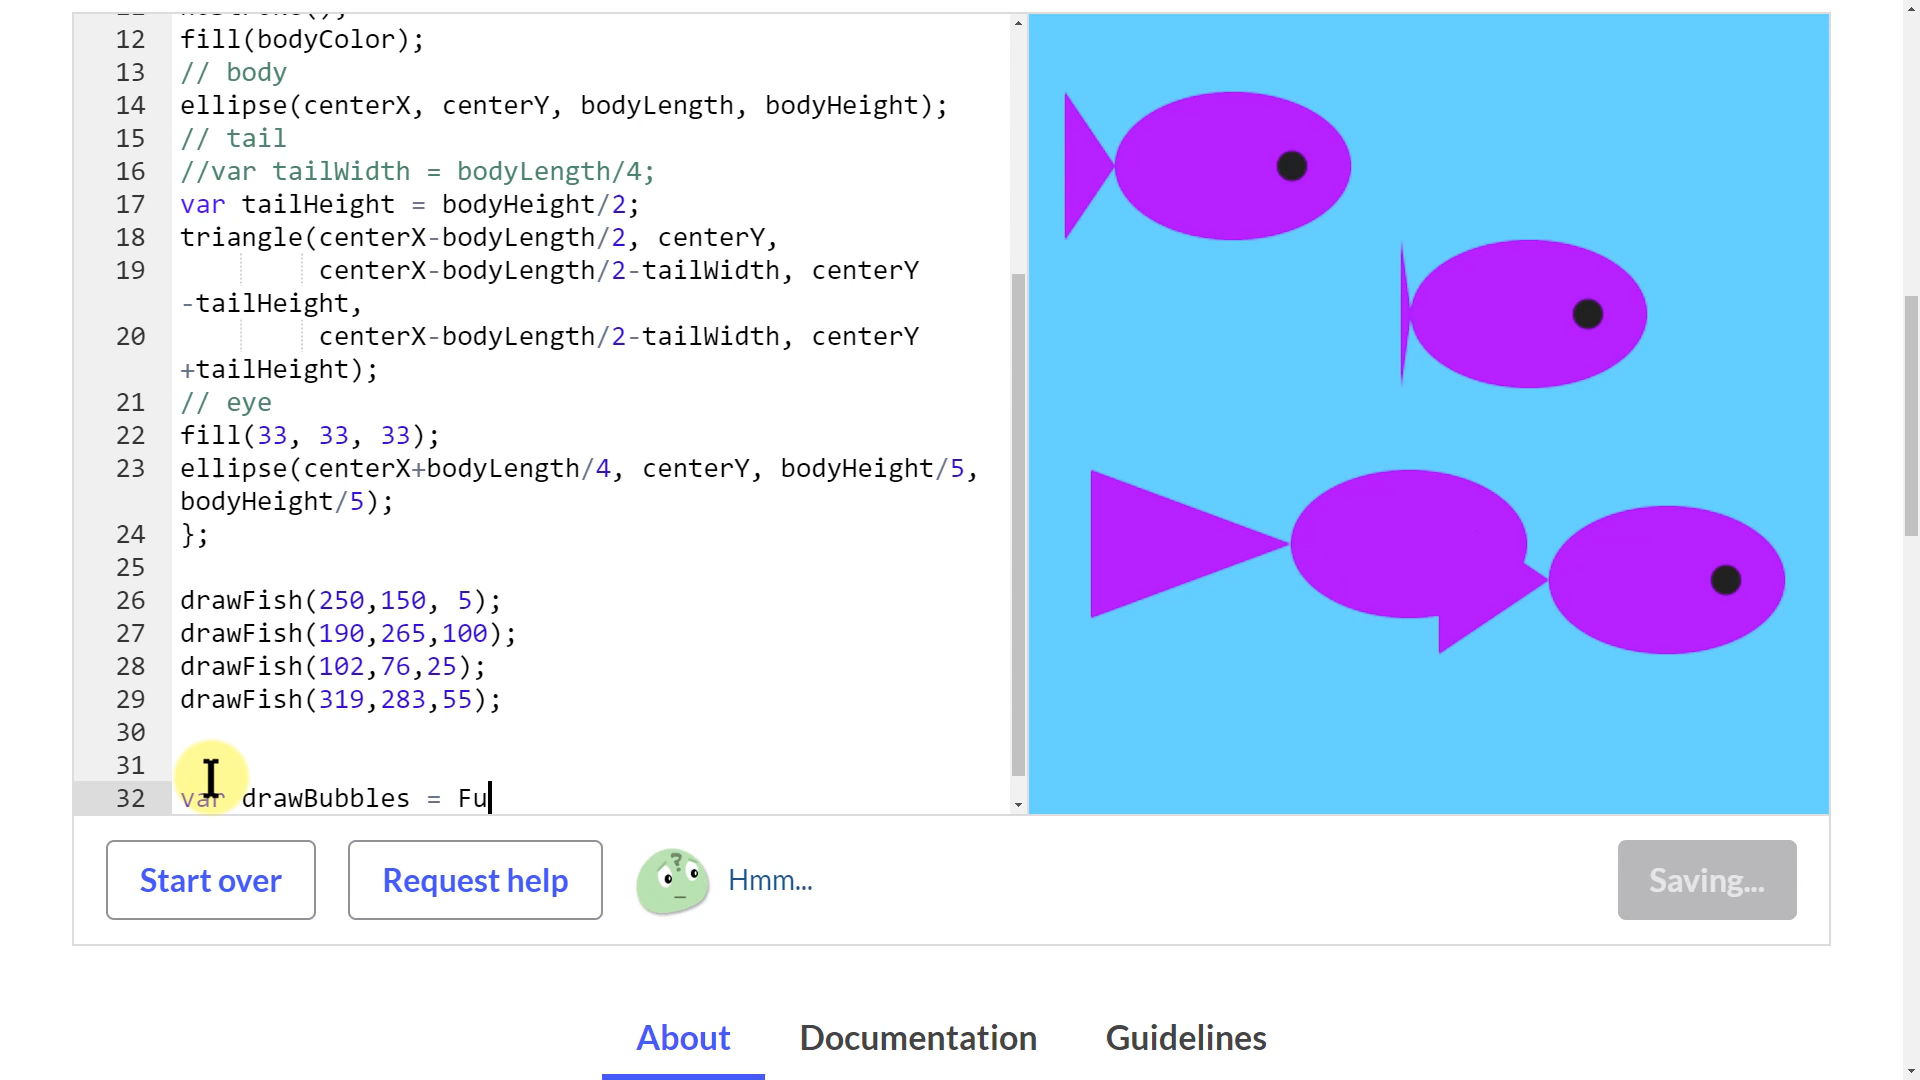 12 fill(bodyColor);
13 // body
14 ellipse(centerX, centerY, bodyLength, bodyHeight);
15 // tail
16 //var tailWidth = bodyLength/4;
17 var tailHeight = bodyHeight/2;
18 triangle(centerX-bodyLength/2, centerY,
19 centerX-bodyLength/2-tailWidth, centerY
-tailHeight,
20 centerX-bodyLength/2-tailWidth, centerY
+tailHeight);
21 // eye
22 fill(33, 33, 33);
23 ellipse(centerX+bodyLength/4, centerY, bodyHeight/5,
bodyHeight/5);
24 };
25
26 drawFish(250,150, 5);
27 drawFish(190,265,100);
28 drawFish(102,76,25);
29 drawFish(319,283,55);
30
31
32 var drawBubbles = Fu
Start over
Request help
?
Hmm...
Saving...
About
Documentation
Guidelines